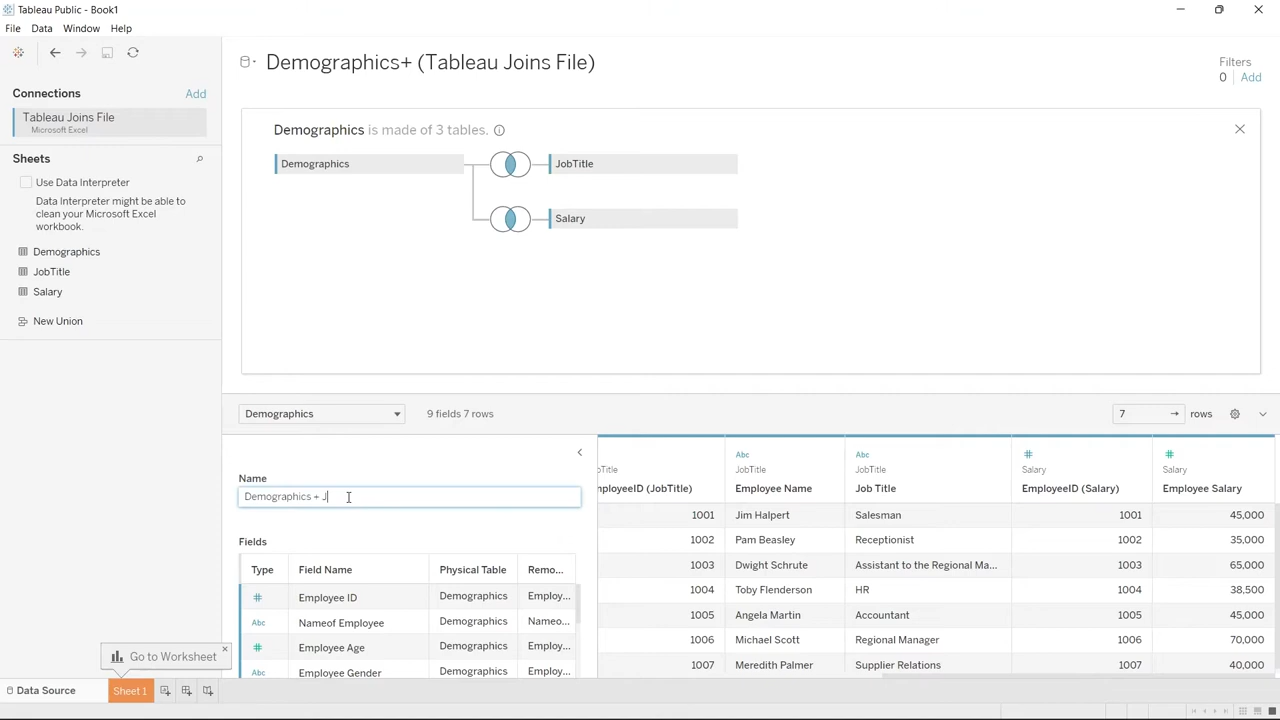 Tableau Public - Book1
File Data Window Help
Connections Add
Tableau Joins File
Microsoft Excel
Sheets
Use Data Interpreter
Data Interpreter might be able to
clean your Microsoft Excel
workbook.
Demographics
JobTitle
Salary
New Union
Demographics+ (Tableau Joins File)
Filters
0 Add
Demographics is made of 3 tables.
Demographics JobTitle
Salary
Demographics 9 fields 7 rows 7 rows
Name
Demographics + J
Fields
Type Field Name Physical Table Remo...
# Employee ID Demographics Employ...
Abc Nameof Employee Demographics Nameo...
# Employee Age Demographics Employ...
Abc Employee Gender Demographics Employ...
Abc Abc # #
JobTitle JobTitle Salary Salary
EmployeeID (JobTitle) Employee Name Job Title EmployeeID (Salary) Employee Salary
1001 Jim Halpert Salesman 1001 45,000
1002 Pam Beasley Receptionist 1002 35,000
1003 Dwight Schrute Assistant to the Regional Ma... 1003 65,000
1004 Toby Flenderson HR 1004 38,500
1005 Angela Martin Accountant 1005 45,000
1006 Michael Scott Regional Manager 1006 70,000
1007 Meredith Palmer Supplier Relations 1007 40,000
Go to Worksheet
Data Source Sheet 1